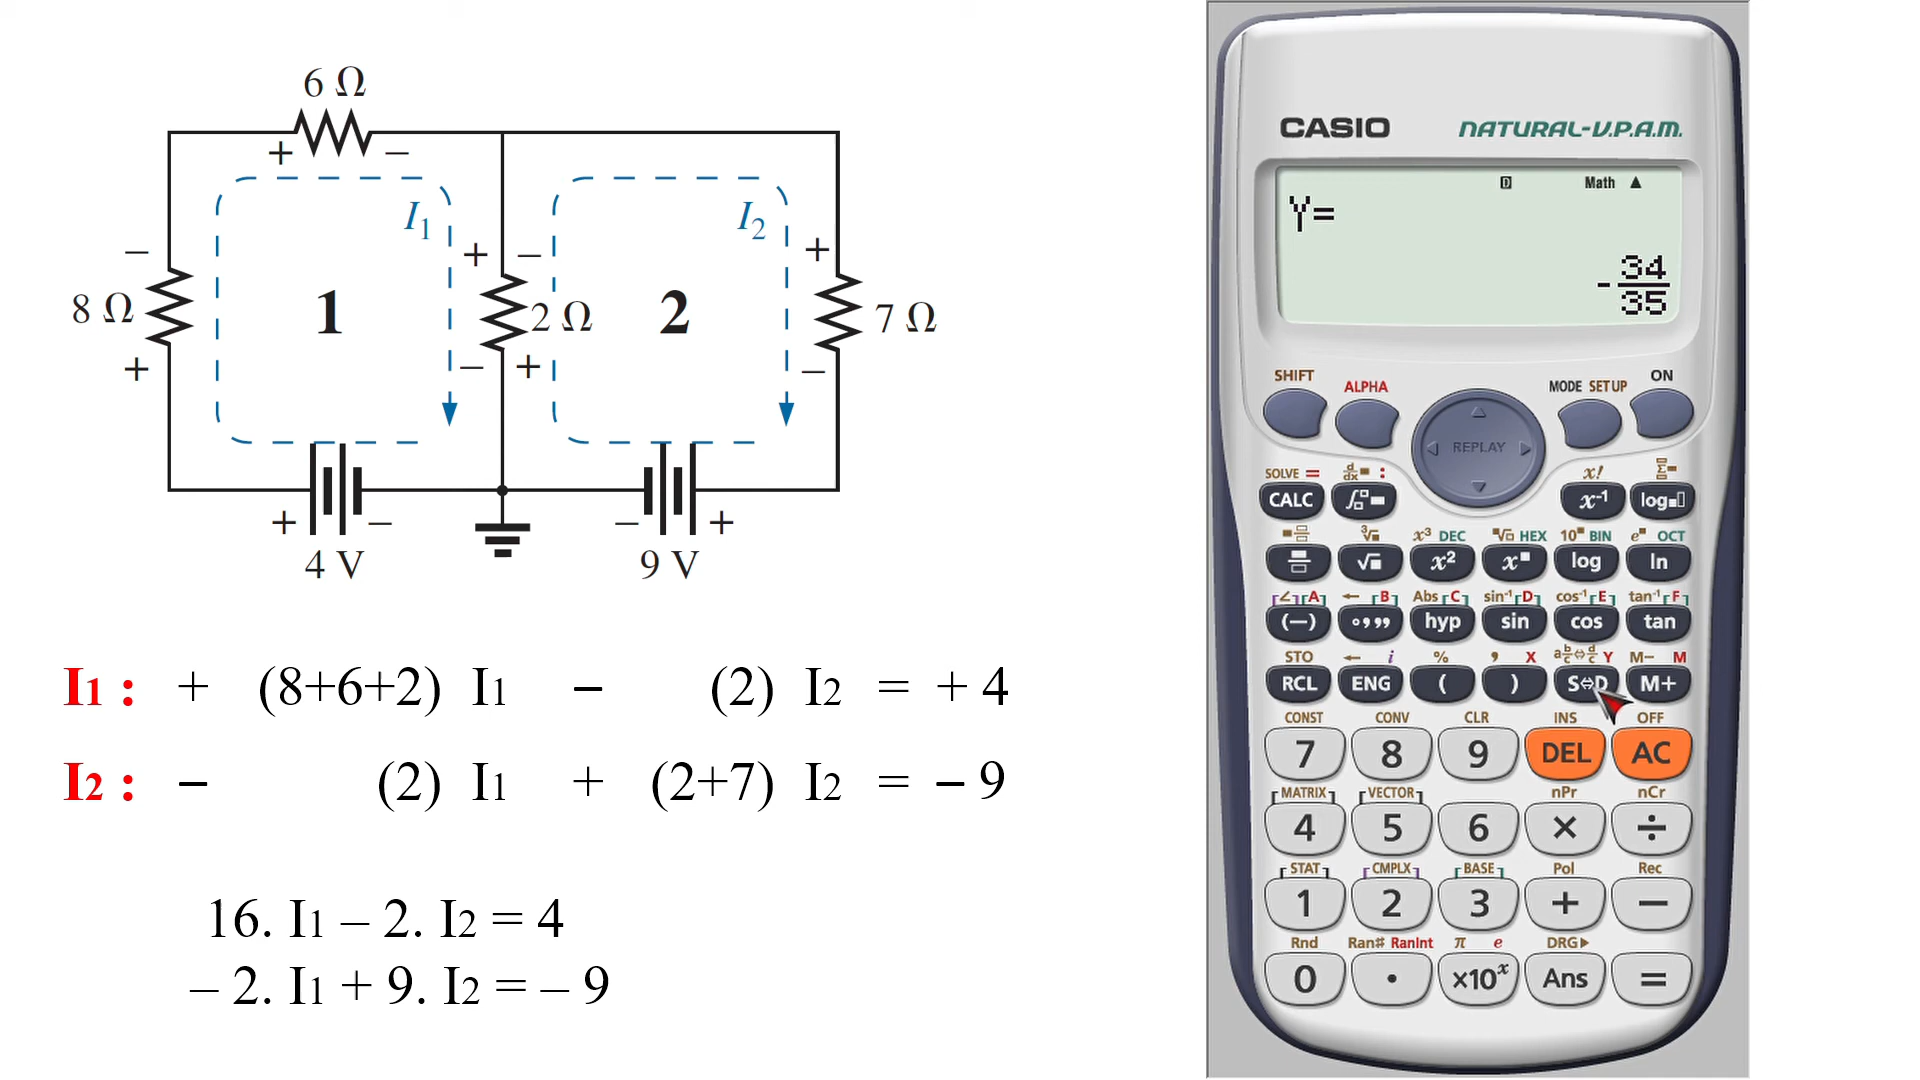 6 Ω
+ −
I1 I2
− + − +
8 Ω 1 2 Ω 2 7 Ω
+ − + −
+ − − +
4 V 9 V
I1 : + (8+6+2) I1 − (2) I2 = + 4
I2 : − (2) I1 + (2+7) I2 = − 9
16. I1 – 2. I2 = 4
– 2. I1 + 9. I2 = – 9
CASIO NATURAL-V.P.A.M.
D Math ▲
Y=
-34/35
SHIFT ALPHA MODE SETUP ON
REPLAY
SOLVE = d/dx■ : x! Σ■
CALC ∫■ x⁻¹ log■□
■□/□ ³√■ x³ DEC ■√□ HEX 10■ BIN e■ OCT
■/□ √■ x² x■ log ln
∠ A ← B Abs C sin⁻¹ D cos⁻¹ E tan⁻¹ F
(−) °,,, hyp sin cos tan
STO ← i % , X a b/c⇔d/c Y M− M
RCL ENG ( ) S⇔D M+
CONST CONV CLR INS OFF
7 8 9 DEL AC
MATRIX VECTOR nPr nCr
4 5 6 × ÷
STAT CMPLX BASE Pol Rec
1 2 3 + −
Rnd Ran# RanInt π e DRG▶
0 • ×10ˣ Ans =